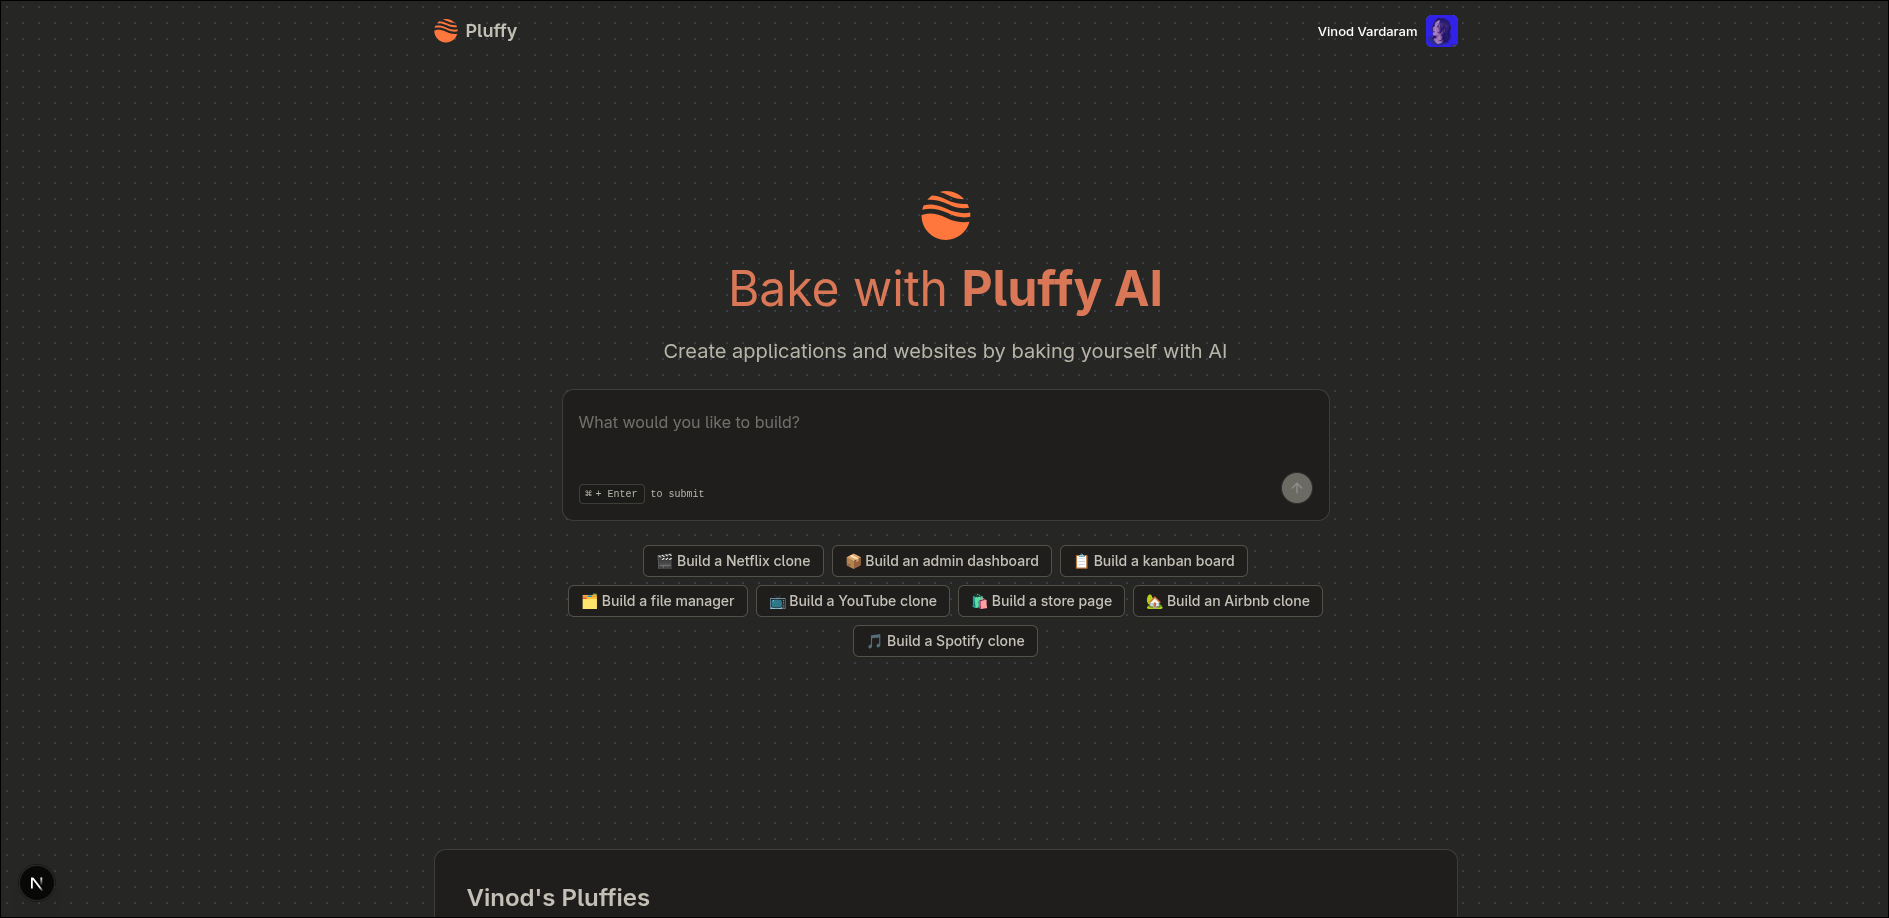 Pluffy
Vinod Vardaram
Bake with Pluffy AI
Create applications and websites by baking yourself with AI
What would you like to build?
⌘ + Enter to submit
🎬 Build a Netflix clone
📦 Build an admin dashboard
📋 Build a kanban board
🗂️ Build a file manager
📺 Build a YouTube clone
🛍️ Build a store page
🏡 Build an Airbnb clone
🎵 Build a Spotify clone
N
Vinod's Pluffies